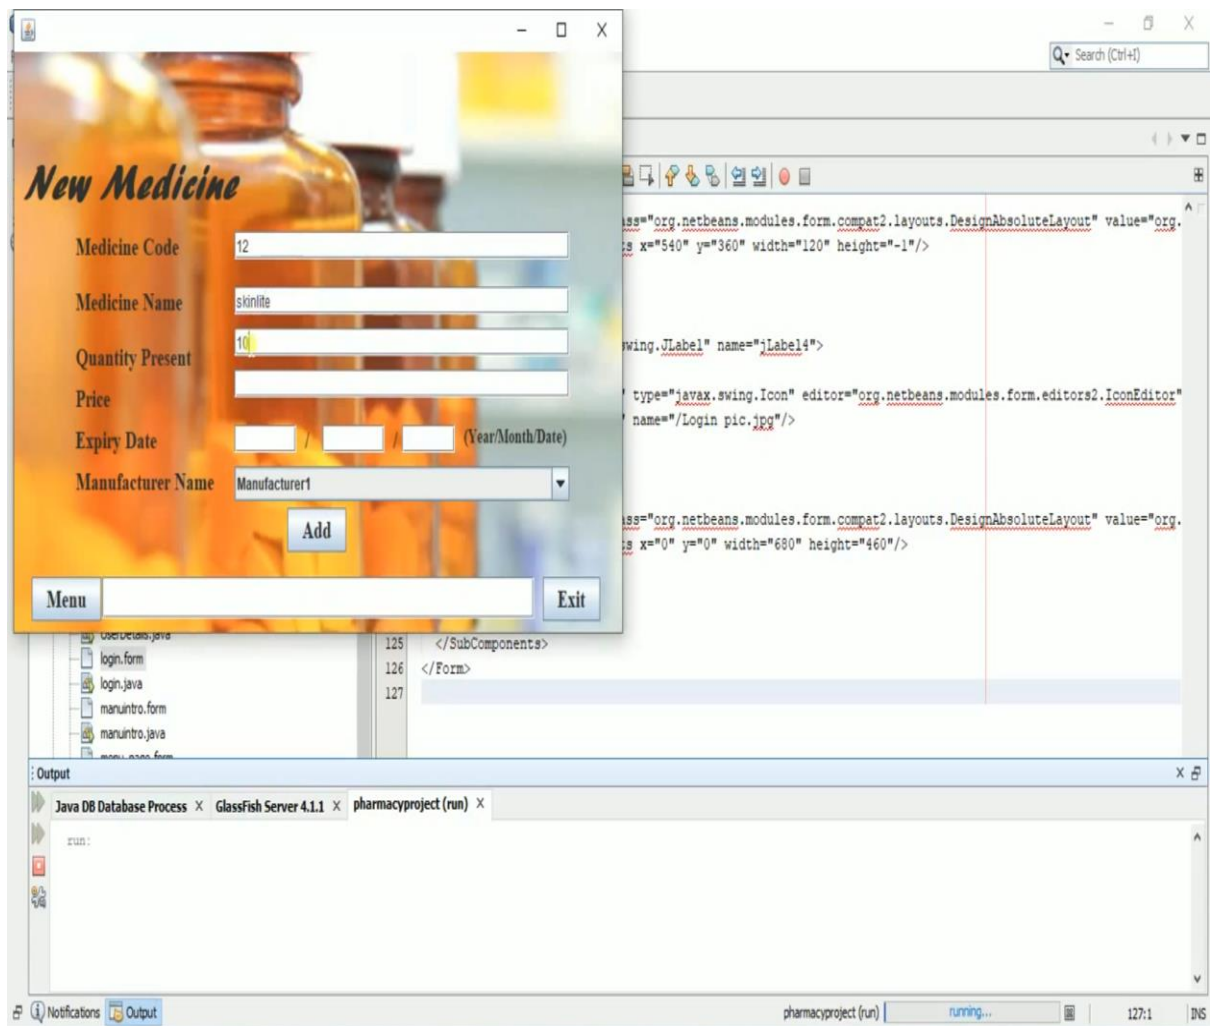 Search (Ctrl+I)
New Medicine
Medicine Code 12
Medicine Name skinlite
Quantity Present 10
Price
Expiry Date / / (Year/Month/Date)
Manufacturer Name Manufacturer1
Add
Menu Exit
ss="org.netbeans.modules.form.compat2.layouts.DesignAbsoluteLayout" value="org.
x="540" y="360" width="120" height="-1"/>
wing.JLabel" name="jLabel4">
" type="javax.swing.Icon" editor="org.netbeans.modules.form.editors2.IconEditor"
" name="/Login pic.jpg"/>
ss="org.netbeans.modules.form.compat2.layouts.DesignAbsoluteLayout" value="org.
x="0" y="0" width="680" height="460"/>
userDetails.java
login.form
login.java
manuintro.form
manuintro.java
125 </SubComponents>
126 </Form>
127
Output
Java DB Database Process X GlassFish Server 4.1.1 X pharmacyproject (run) X
run:
Notifications Output pharmacyproject (run) running... 127:1 INS